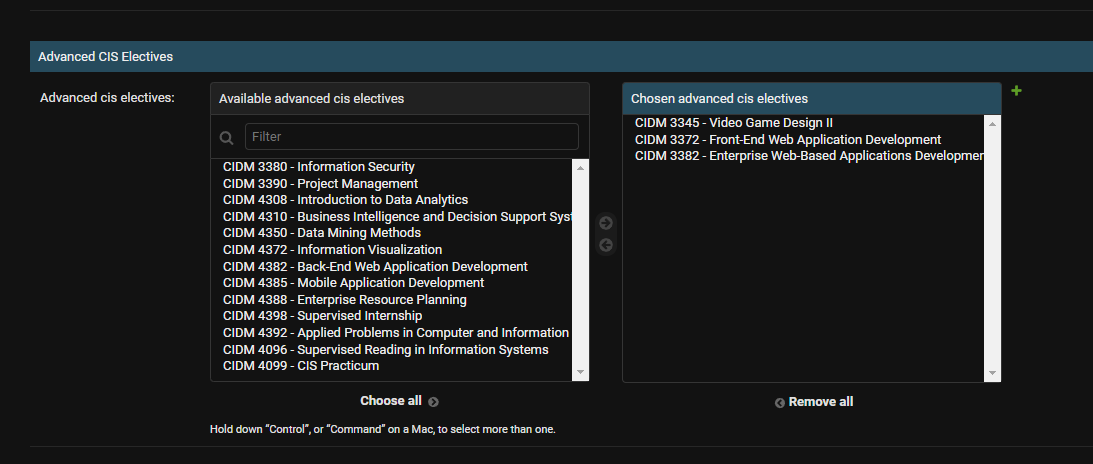 Advanced CIS Electives
Advanced cis electives:
Available advanced cis electives
Filter
CIDM 3380 - Information Security
CIDM 3390 - Project Management
CIDM 4308 - Introduction to Data Analytics
CIDM 4310 - Business Intelligence and Decision Support Syst
CIDM 4350 - Data Mining Methods
CIDM 4372 - Information Visualization
CIDM 4382 - Back-End Web Application Development
CIDM 4385 - Mobile Application Development
CIDM 4388 - Enterprise Resource Planning
CIDM 4398 - Supervised Internship
CIDM 4392 - Applied Problems in Computer and Information
CIDM 4096 - Supervised Reading in Information Systems
CIDM 4099 - CIS Practicum
Choose all
Hold down “Control”, or “Command” on a Mac, to select more than one.
Chosen advanced cis electives
CIDM 3345 - Video Game Design II
CIDM 3372 - Front-End Web Application Development
CIDM 3382 - Enterprise Web-Based Applications Developmer
Remove all